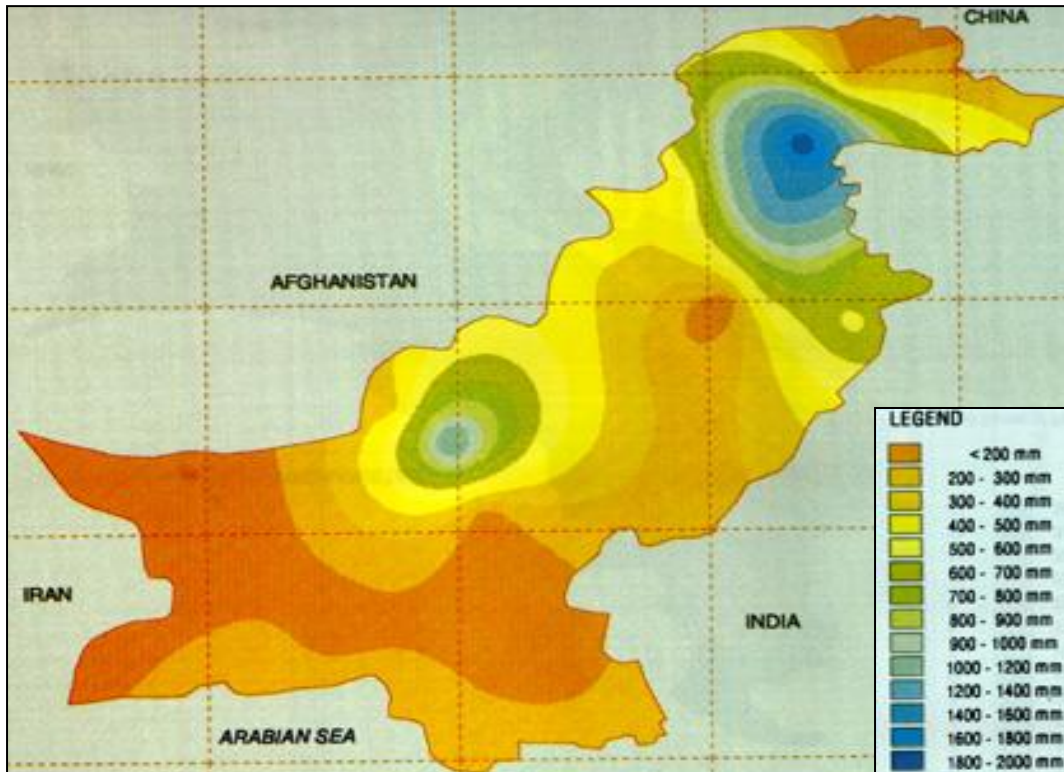 CHINA
AFGHANISTAN
IRAN
INDIA
ARABIAN SEA
LEGEND
< 200 mm
200 - 300 mm
300 - 400 mm
400 - 500 mm
500 - 600 mm
600 - 700 mm
700 - 800 mm
800 - 900 mm
900 - 1000 mm
1000 - 1200 mm
1200 - 1400 mm
1400 - 1600 mm
1600 - 1800 mm
1800 - 2000 mm